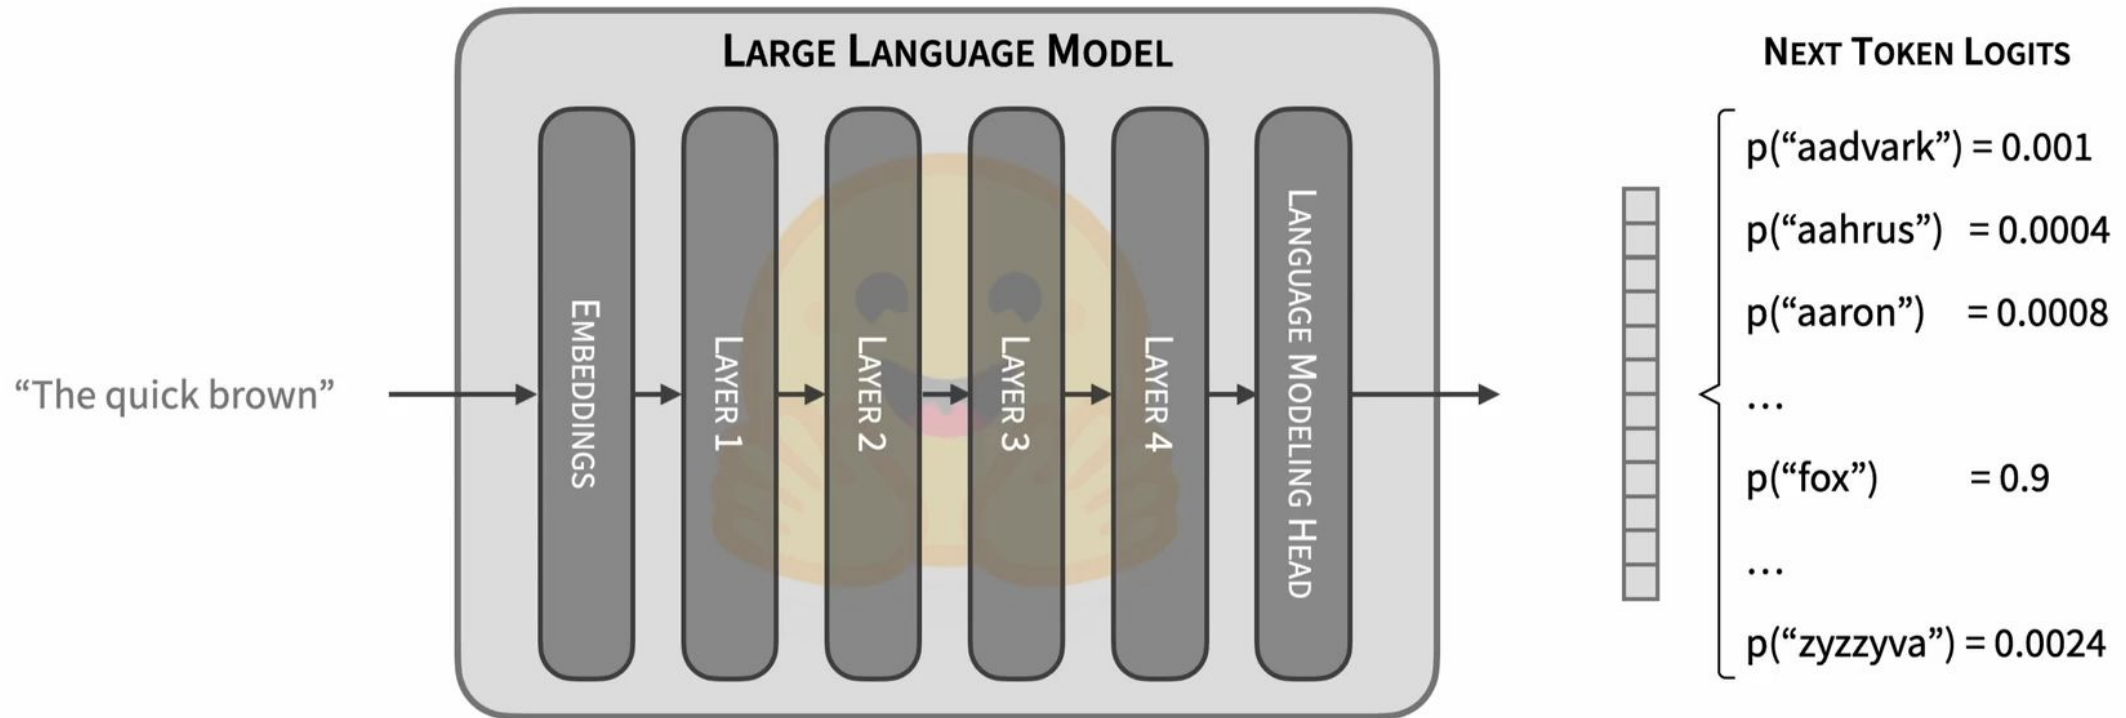 LARGE LANGUAGE MODEL
NEXT TOKEN LOGITS
“The quick brown”
EMBEDDINGS
LAYER 1
LAYER 2
LAYER 3
LAYER 4
LANGUAGE MODELING HEAD
p(“aadvark”) = 0.001
p(“aahrus”) = 0.0004
p(“aaron”) = 0.0008
...
p(“fox”) = 0.9
...
p(“zyzzyva”) = 0.0024